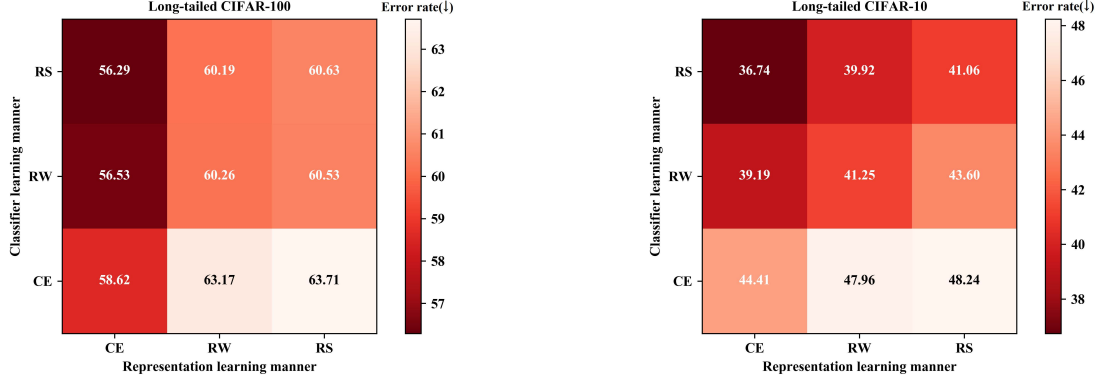 Long-tailed CIFAR-100
Error rate(↓)
Classifier learning manner
RS
RW
CE
56.29 60.19 60.63
56.53 60.26 60.53
58.62 63.17 63.71
CE RW RS
Representation learning manner
63
62
61
60
59
58
57
Long-tailed CIFAR-10
Error rate(↓)
Classifier learning manner
RS
RW
CE
36.74 39.92 41.06
39.19 41.25 43.60
44.41 47.96 48.24
CE RW RS
Representation learning manner
48
46
44
42
40
38